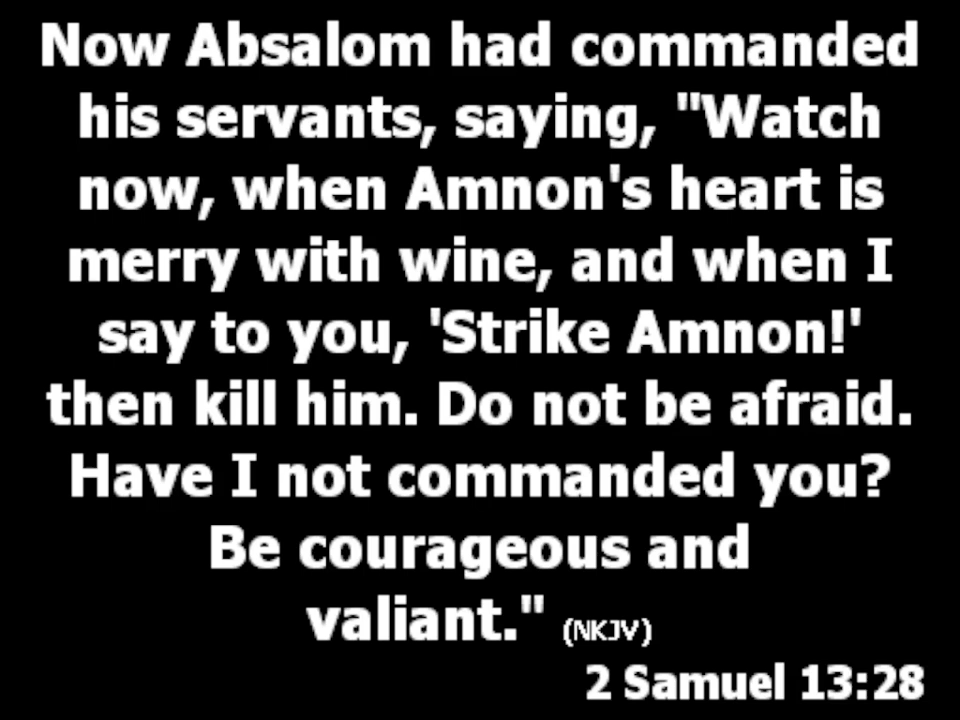 Now Absalom had commanded
his servants, saying, "Watch
now, when Amnon's heart is
merry with wine, and when I
say to you, 'Strike Amnon!'
then kill him. Do not be afraid.
Have I not commanded you?
Be courageous and
valiant." (NKJV)
2 Samuel 13:28